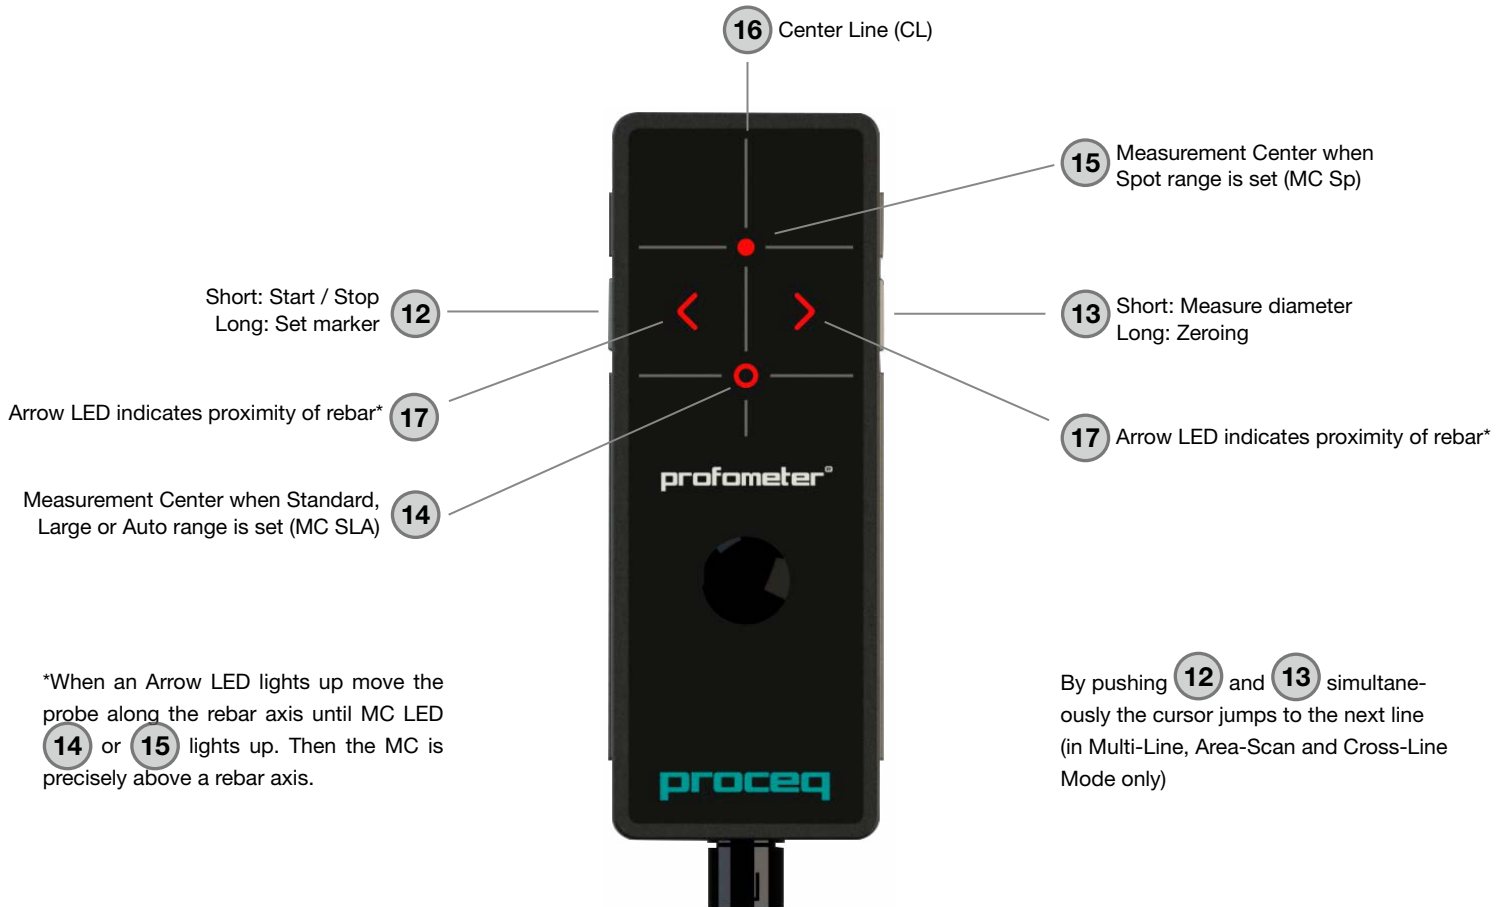 16 Center Line (CL)
15 Measurement Center when
Spot range is set (MC Sp)
Short: Start / Stop
Long: Set marker
12
13 Short: Measure diameter
Long: Zeroing
Arrow LED indicates proximity of rebar* 17
17 Arrow LED indicates proximity of rebar*
Measurement Center when Standard,
Large or Auto range is set (MC SLA)
14
profometer®
*When an Arrow LED lights up move the
probe along the rebar axis until MC LED
14 or 15 lights up. Then the MC is
precisely above a rebar axis.
By pushing 12 and 13 simultane-
ously the cursor jumps to the next line
(in Multi-Line, Area-Scan and Cross-Line
Mode only)
proceq